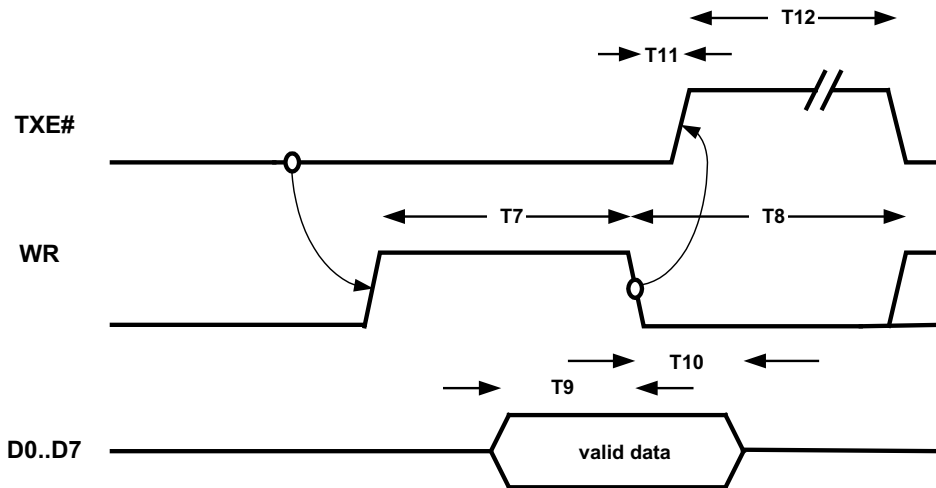 T12
T11
TXE#
T7
T8
WR
T10
T9
D0..D7
valid data